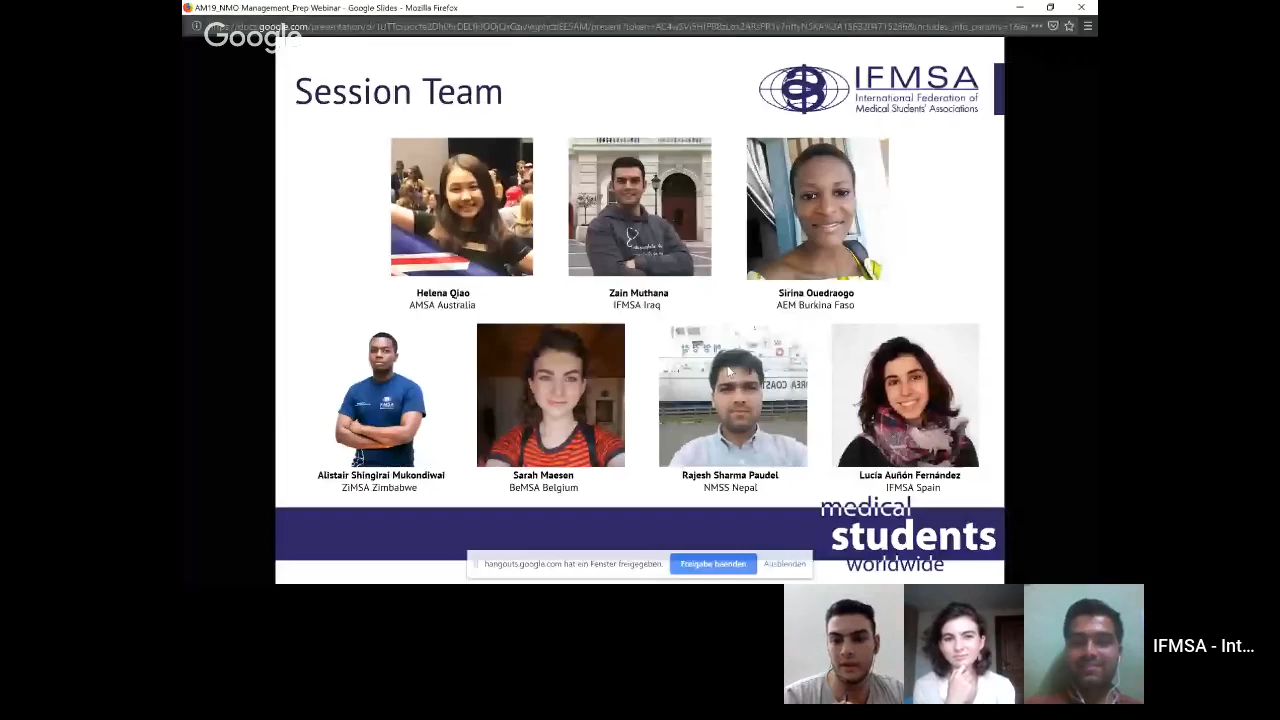 AM19_NMO Management_Prep Webinar - Google Slides - Mozilla Firefox
Google
Session Team
IFMSA
International Federation of
Medical Students' Associations
Helena Qiao
AMSA Australia
Zain Muthana
IFMSA Iraq
Sirina Ouedraogo
AEM Burkina Faso
Alistair Shingirai Mukondiwai
ZiMSA Zimbabwe
Sarah Maesen
BeMSA Belgium
Rajesh Sharma Paudel
NMSS Nepal
Lucía Auñón Fernández
IFMSA Spain
medical
students
worldwide
hangouts.google.com hat ein Fenster freigegeben.
Freigabe beenden
Ausblenden
IFMSA - Int...